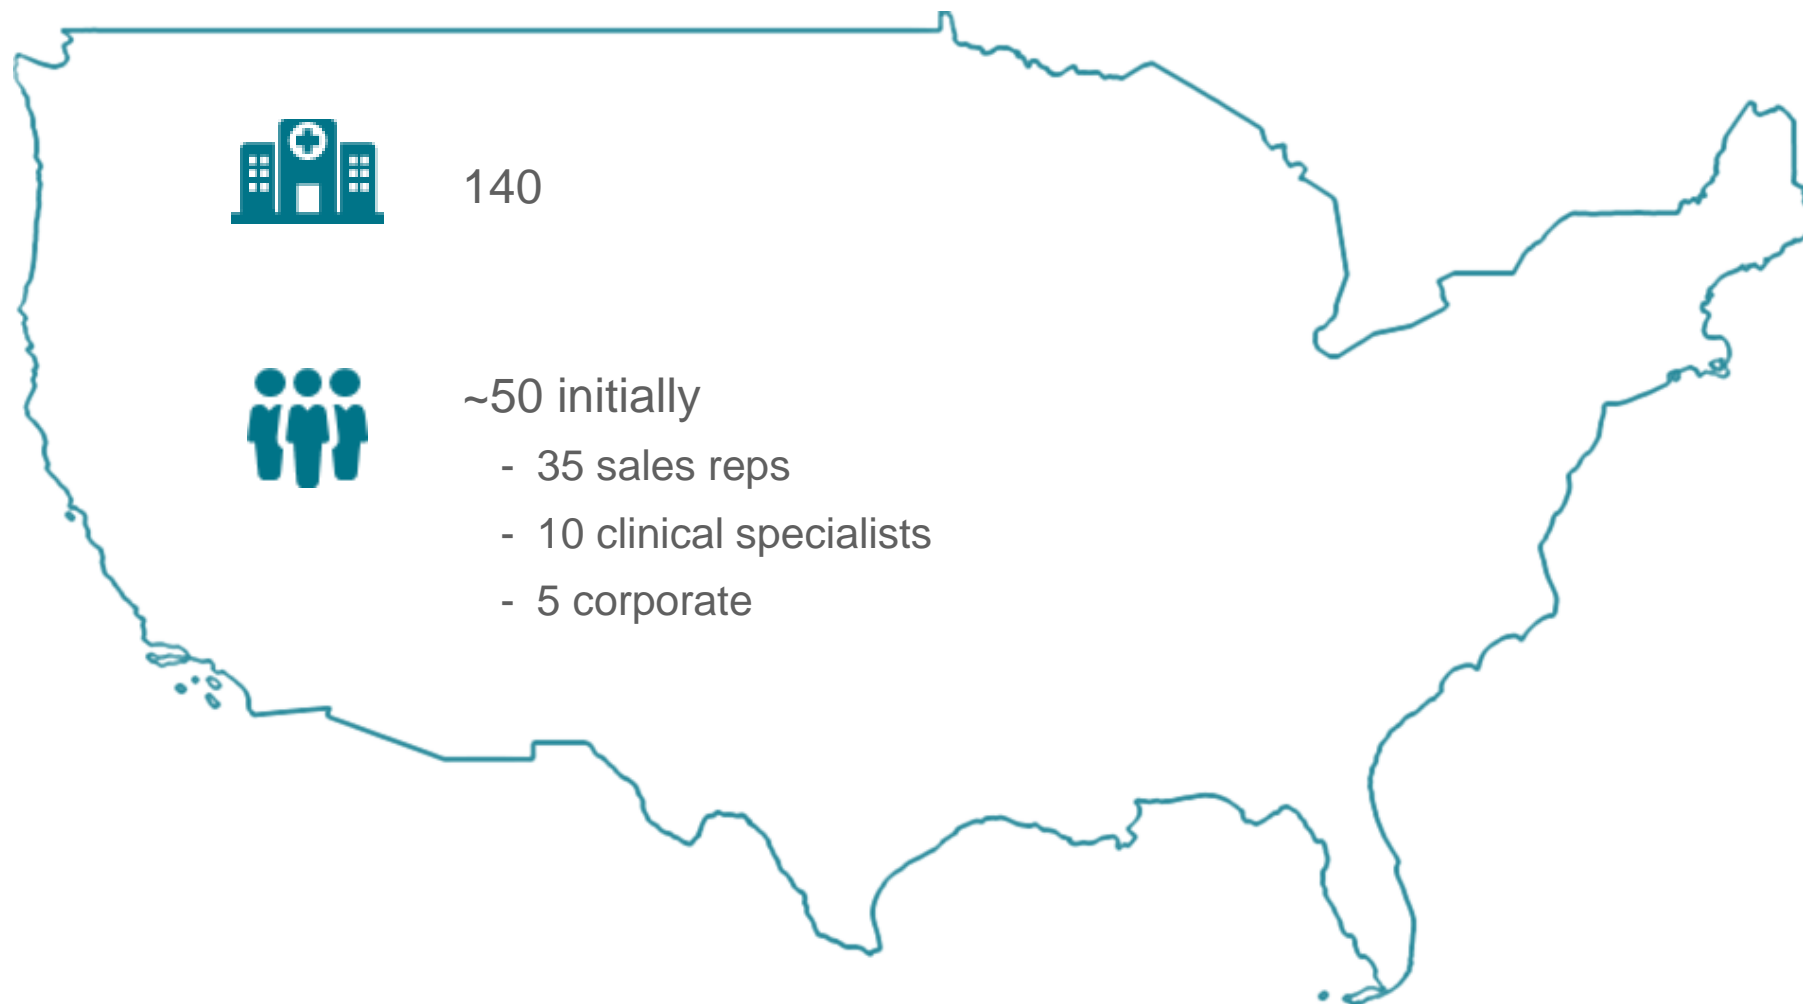 140
~50 initially
- 35 sales reps
- 10 clinical specialists
- 5 corporate